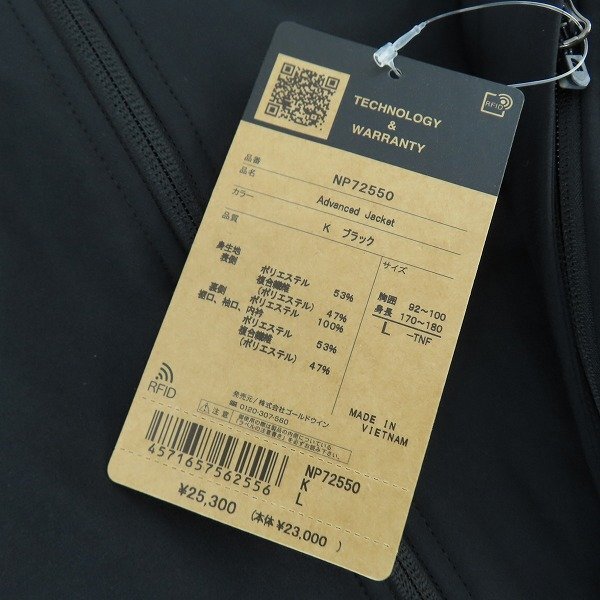 RFID
TECHNOLOGY
&
WARRANTY
品番 NP72550
品名 Advanced Jacket
カラー K ブラック
品質
サイズ
身生地
表側 ポリエステル 53%
複合繊維
(ポリエステル) 47%
裏側 ポリエステル 100%
裾口、袖口、内衿
ポリエステル 53%
複合繊維
(ポリエステル) 47%
胸囲 92~100
身長 170~180
L -TNF
MADE IN
VIETNAM
RFID
発売元/株式会社ゴールドウイン
0120-307-560
注意
4571657562556
NP72550
K
L
¥25,300 (本体 ¥23,000 )